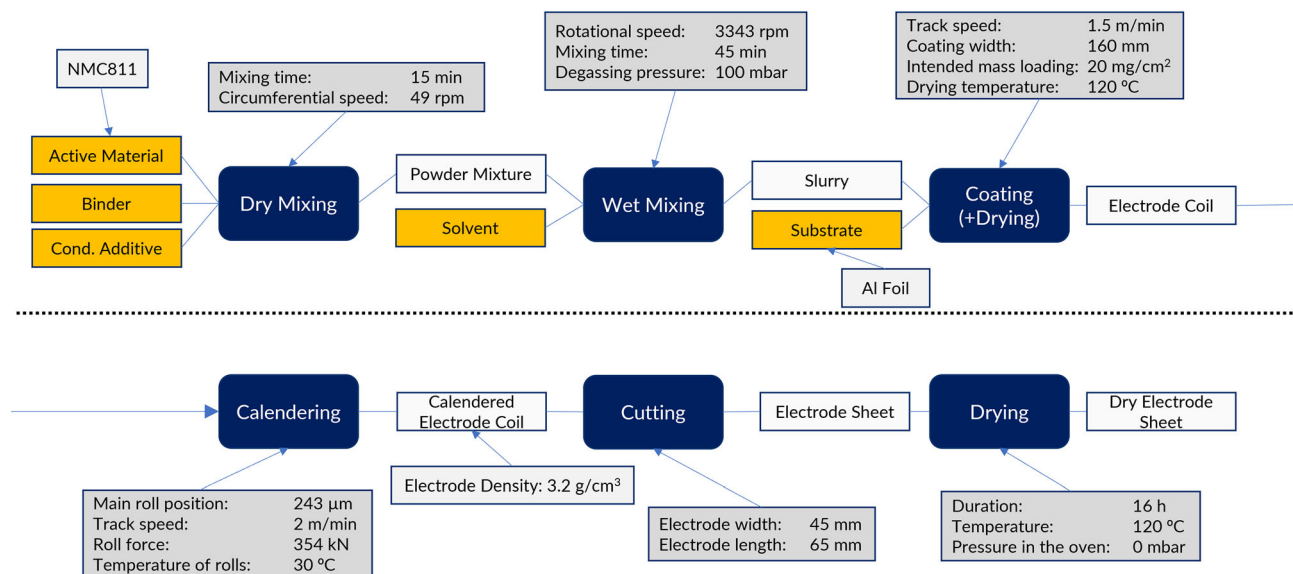 NMC811
Mixing time: 15 min
Circumferential speed: 49 rpm
Rotational speed: 3343 rpm
Mixing time: 45 min
Degassing pressure: 100 mbar
Track speed: 1.5 m/min
Coating width: 160 mm
Intended mass loading: 20 mg/cm²
Drying temperature: 120 ºC
Active Material
Binder
Cond. Additive
Dry Mixing
Powder Mixture
Solvent
Wet Mixing
Slurry
Substrate
Al Foil
Coating
(+Drying)
Electrode Coil
Calendering
Calendered
Electrode Coil
Cutting
Electrode Sheet
Drying
Dry Electrode
Sheet
Electrode Density: 3.2 g/cm³
Main roll position: 243 µm
Track speed: 2 m/min
Roll force: 354 kN
Temperature of rolls: 30 ºC
Electrode width: 45 mm
Electrode length: 65 mm
Duration: 16 h
Temperature: 120 ºC
Pressure in the oven: 0 mbar